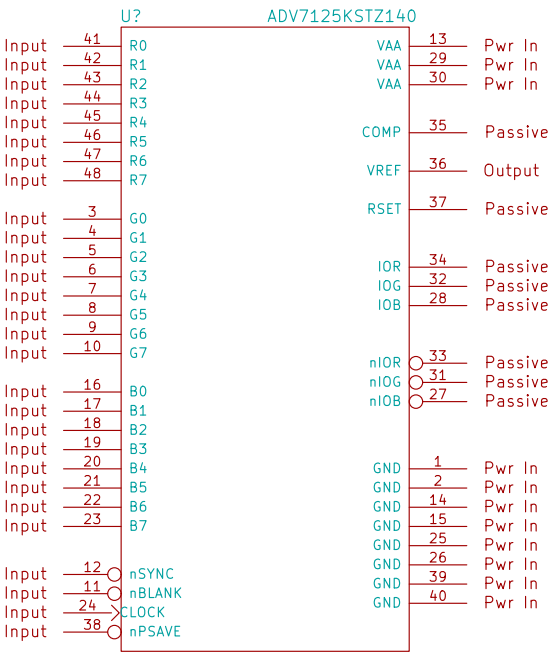 U? ADV7125KSTZ140
Input 41 R0 VAA 13 Pwr In
Input 42 R1 VAA 29 Pwr In
Input 43 R2 VAA 30 Pwr In
Input 44 R3
Input 45 R4 COMP 35 Passive
Input 46 R5
Input 47 R6 VREF 36 Output
Input 48 R7
RSET 37 Passive
Input 3 G0
Input 4 G1
Input 5 G2 IOR 34 Passive
Input 6 G3 IOG 32 Passive
Input 7 G4 IOB 28 Passive
Input 8 G5
Input 9 G6
Input 10 G7 nIOR 33 Passive
nIOG 31 Passive
Input 16 B0 nIOB 27 Passive
Input 17 B1
Input 18 B2
Input 19 B3
Input 20 B4 GND 1 Pwr In
Input 21 B5 GND 2 Pwr In
Input 22 B6 GND 14 Pwr In
Input 23 B7 GND 15 Pwr In
GND 25 Pwr In
Input 12 nSYNC GND 26 Pwr In
Input 11 nBLANK GND 39 Pwr In
Input 24 CLOCK GND 40 Pwr In
Input 38 nPSAVE